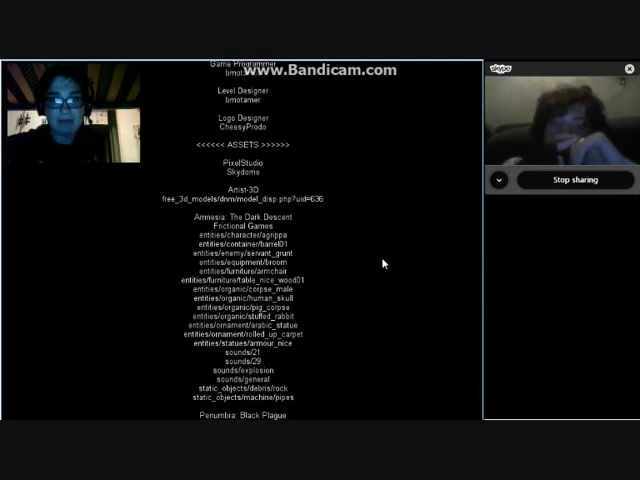 Game Programmer
bmotamer
www.Bandicam.com
skype
Level Designer
bmotamer
Logo Designer
CheesyProdo
<<<<<< ASSETS >>>>>>
PixelStudio
Skydome
Stop sharing
Artist-3D
free_3d_models/dnm/model_disp.php?uid=636
Amnesia: The Dark Descent
Frictional Games
entities/character/agrippa
entities/container/barrel01
entities/enemy/servant_grunt
entities/equipment/broom
entities/furniture/armchair
entities/furniture/table_nice_wood01
entities/organic/corpse_male
entities/organic/human_skull
entities/organic/pig_corpse
entities/organic/stuffed_rabbit
entities/ornament/arabic_statue
entities/ornament/rolled_up_carpet
entities/statues/armour_nice
sounds/21
sounds/29
sounds/explosion
sounds/general
static_objects/debris/rock
static_objects/machine/pipes
Penumbra: Black Plague